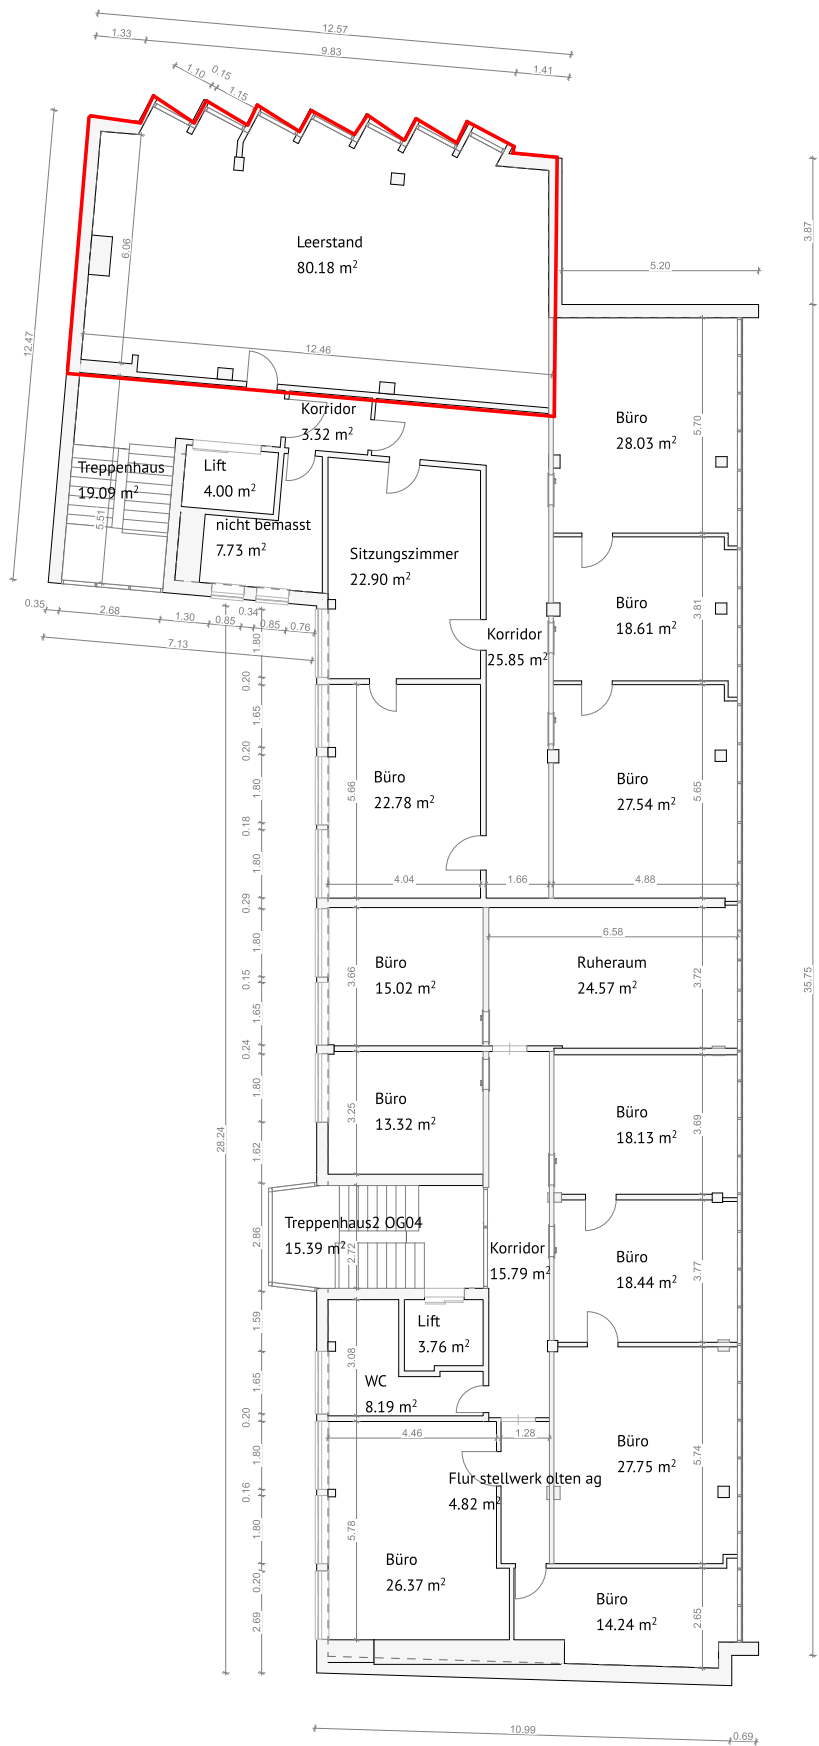 12.57
1.33
9.83
1.41
1.10
0.15
1.15
3.87
5.20
6.06
Leerstand
80.18 m²
12.47
12.46
Korridor
3.32 m²
Büro
28.03 m²
5.70
Treppenhaus
19.09 m²
Lift
4.00 m²
5.51
nicht bemasst
7.73 m²
Sitzungszimmer
22.90 m²
0.35
2.68
1.30
0.85
0.34
0.85
0.76
7.13
Büro
18.61 m²
3.81
Korridor
25.85 m²
1.80
0.20
1.65
0.20
1.80
0.18
1.80
0.29
Büro
22.78 m²
5.66
Büro
27.54 m²
5.65
4.04
1.66
4.88
6.58
1.80
0.15
1.65
0.24
Büro
15.02 m²
3.66
Ruheraum
24.57 m²
3.72
35.75
Büro
13.32 m²
3.25
1.80
1.62
28.24
Büro
18.13 m²
3.69
Treppenhaus2 OG04
15.39 m²
2.86
2.72
Korridor
15.79 m²
Büro
18.44 m²
3.77
1.59
Lift
3.76 m²
3.08
WC
8.19 m²
1.65
0.20
4.46
1.28
Büro
27.75 m²
5.74
Flur stellwerk olten ag
4.82 m²
1.80
0.16
1.80
0.20
2.69
5.78
Büro
26.37 m²
Büro
14.24 m²
2.65
10.99
0.69